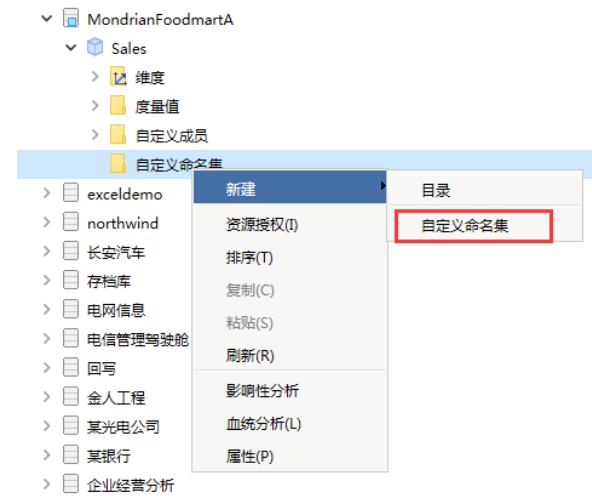 MondrianFoodmartA
Sales
维度
度量值
自定义成员
自定义命名集
exceldemo
northwind
长安汽车
存档库
电网信息
电信管理驾驶舱
回写
金人工程
某光电公司
某银行
企业经营分析
新建
资源授权(I)
排序(T)
复制(C)
粘贴(S)
刷新(R)
影响性分析
血统分析(L)
属性(P)
目录
自定义命名集